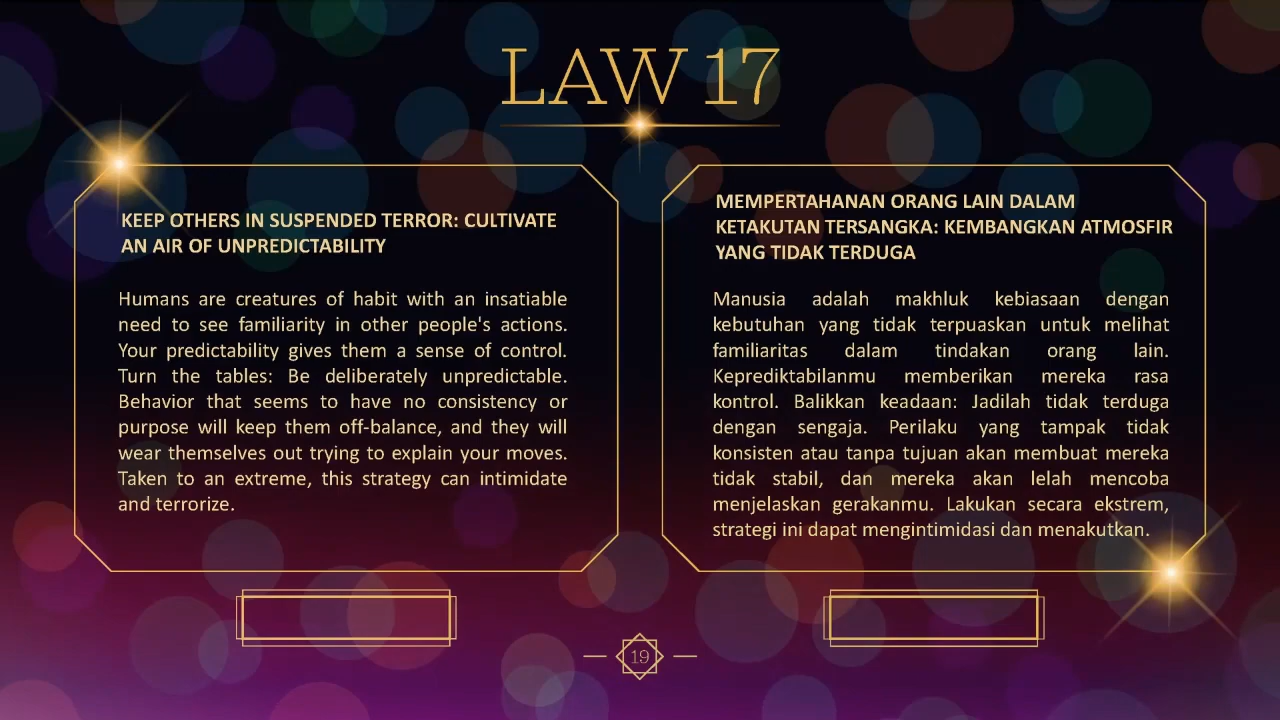 LAW 17
KEEP OTHERS IN SUSPENDED TERROR: CULTIVATE
AN AIR OF UNPREDICTABILITY
Humans are creatures of habit with an insatiable
need to see familiarity in other people's actions.
Your predictability gives them a sense of control.
Turn the tables: Be deliberately unpredictable.
Behavior that seems to have no consistency or
purpose will keep them off-balance, and they will
wear themselves out trying to explain your moves.
Taken to an extreme, this strategy can intimidate
and terrorize.
MEMPERTAHANAN ORANG LAIN DALAM
KETAKUTAN TERSANGKA: KEMBANGKAN ATMOSFIR
YANG TIDAK TERDUGA
Manusia adalah makhluk kebiasaan dengan
kebutuhan yang tidak terpuaskan untuk melihat
familiaritas dalam tindakan orang lain.
Keprediktabilanmu memberikan mereka rasa
kontrol. Balikkan keadaan: Jadilah tidak terduga
dengan sengaja. Perilaku yang tampak tidak
konsisten atau tanpa tujuan akan membuat mereka
tidak stabil, dan mereka akan lelah mencoba
menjelaskan gerakanmu. Lakukan secara ekstrem,
strategi ini dapat mengintimidasi dan menakutkan.
19